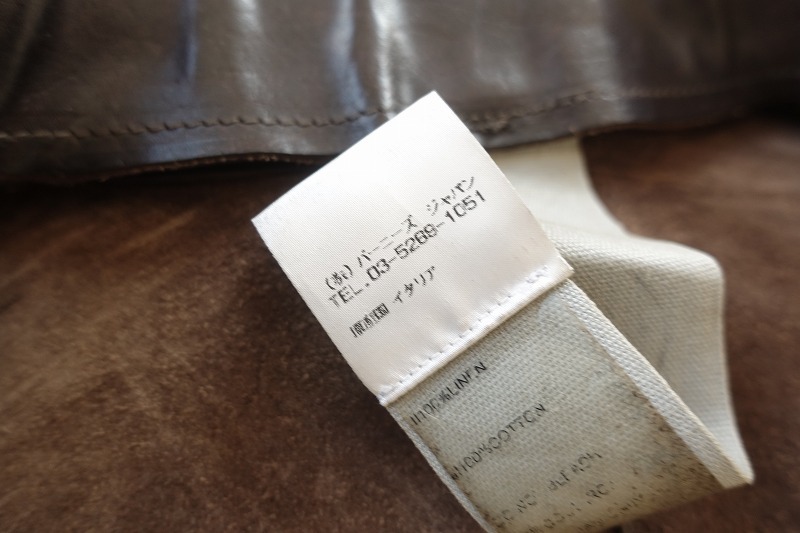 (株) バーニーズ ジャパン
TEL.03-5269-1051
原産国 イタリア
100%LINEN
100%COTTON